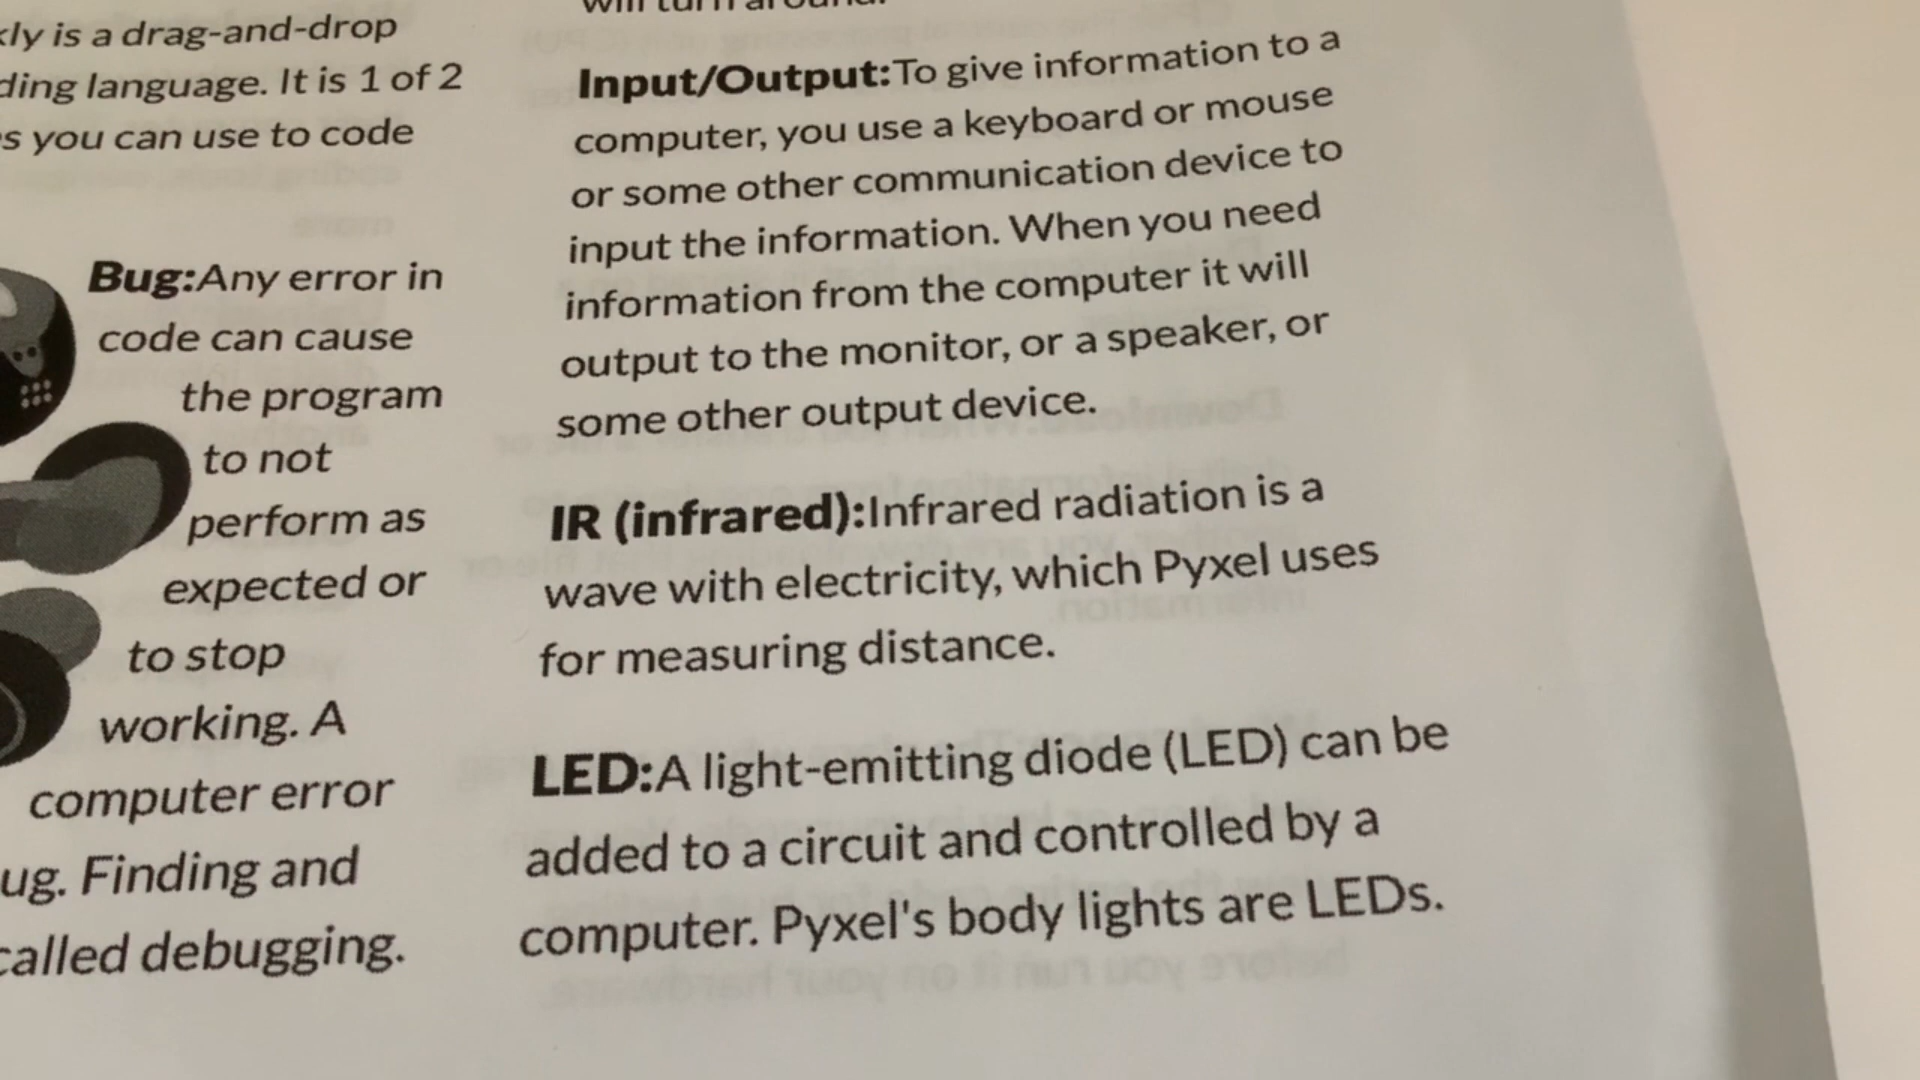 is a drag-and-drop
language. It is 1 of 2
you can use to code
Bug:Any error in
code can cause
the program
to not
perform as
expected or
to stop
working. A
computer error
Finding and
called debugging.
will turn around.
Input/Output:To give information to a
computer, you use a keyboard or mouse
or some other communication device to
input the information. When you need
information from the computer it will
output to the monitor, or a speaker, or
some other output device.
IR (infrared):Infrared radiation is a
wave with electricity, which Pyxel uses
for measuring distance.
LED:A light-emitting diode (LED) can be
added to a circuit and controlled by a
computer. Pyxel's body lights are LEDs.